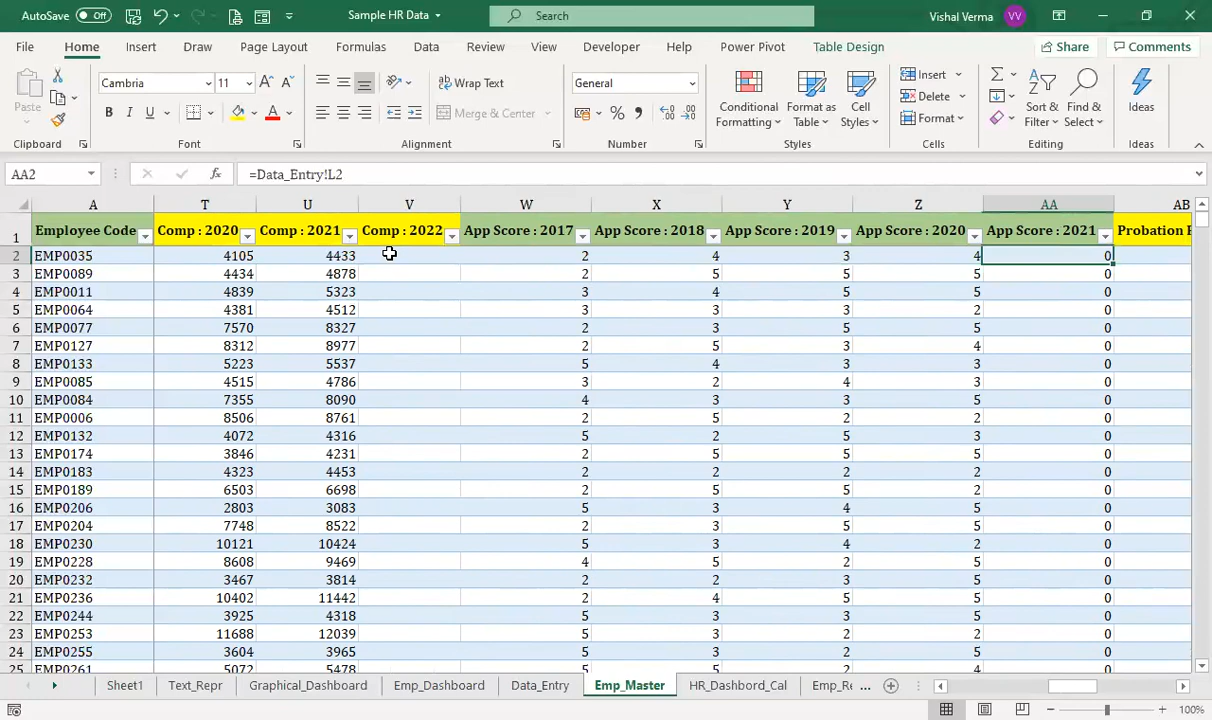 AutoSave Off Sample HR Data Search Vishal Verma VV
File Home Insert Draw Page Layout Formulas Data Review View Developer Help Power Pivot Table Design Share Comments
Paste Cambria 11 A A Wrap Text General Conditional Formatting Format as Table Cell Styles Insert Delete Format Sort & Filter Find & Select Ideas
B I U A Merge & Center % 9
Clipboard Font Alignment Number Styles Cells Editing Ideas
AA2 fx =Data_Entry!L2
A T U V W X Y Z AA AB
1 Employee Code Comp : 2020 Comp : 2021 Comp : 2022 App Score : 2017 App Score : 2018 App Score : 2019 App Score : 2020 App Score : 2021 Probation
2 EMP0035 4105 4433 2 4 3 4 0
3 EMP0089 4434 4878 2 5 5 5 0
4 EMP0011 4839 5323 3 4 5 5 0
5 EMP0064 4381 4512 3 3 3 2 0
6 EMP0077 7570 8327 2 3 5 5 0
7 EMP0127 8312 8977 2 5 3 4 0
8 EMP0133 5223 5537 5 4 3 3 0
9 EMP0085 4515 4786 3 2 4 3 0
10 EMP0084 7355 8090 4 3 3 5 0
11 EMP0006 8506 8761 2 5 2 2 0
12 EMP0132 4072 4316 5 2 5 3 0
13 EMP0174 3846 4231 2 5 5 5 0
14 EMP0183 4323 4453 2 2 2 2 0
15 EMP0189 6503 6698 2 5 5 2 0
16 EMP0206 2803 3083 5 3 4 5 0
17 EMP0204 7748 8522 2 3 5 5 0
18 EMP0230 10121 10424 5 3 4 2 0
19 EMP0228 8608 9469 4 5 2 5 0
20 EMP0232 3467 3814 2 2 3 5 0
21 EMP0236 10402 11442 2 4 5 5 0
22 EMP0244 3925 4318 5 3 3 5 0
23 EMP0253 11688 12039 5 3 2 2 0
24 EMP0255 3604 3965 5 3 2 5 0
25 EMP0261 5072 5478 5 5 2 4 0
Sheet1 Text_Repr Graphical_Dashboard Emp_Dashboard Data_Entry Emp_Master HR_Dashbord_Cal Emp_Re ...
100%